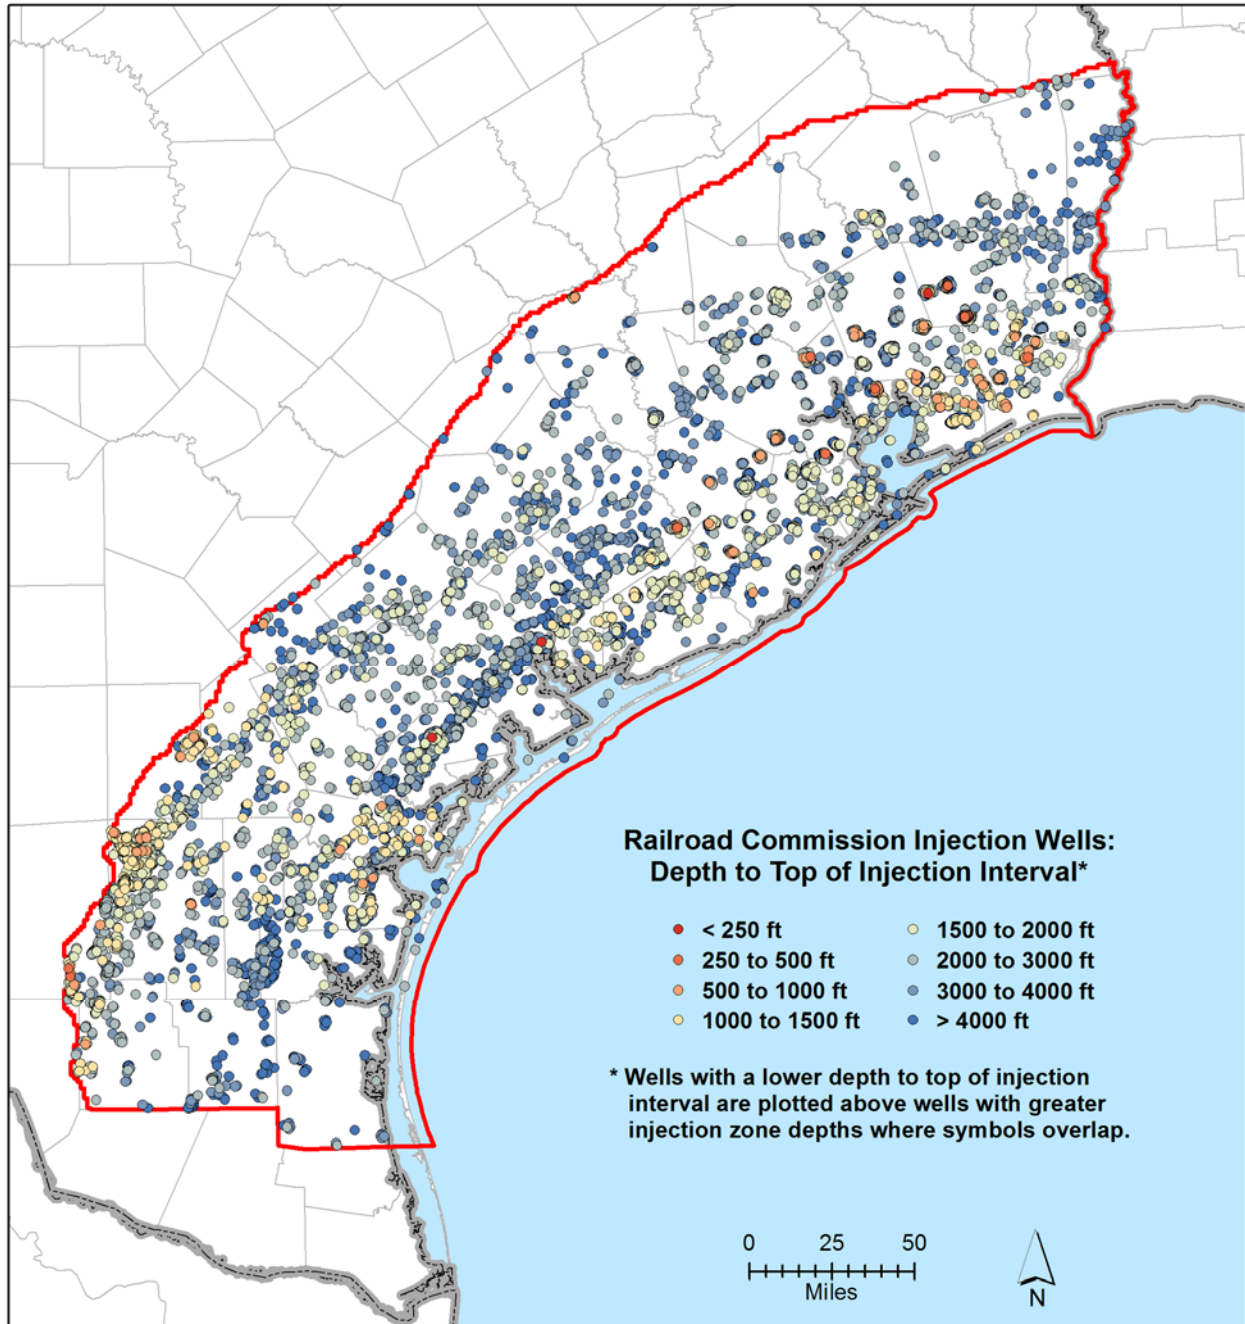 Railroad Commission Injection Wells:
Depth to Top of Injection Interval*
< 250 ft
250 to 500 ft
500 to 1000 ft
1000 to 1500 ft
1500 to 2000 ft
2000 to 3000 ft
3000 to 4000 ft
> 4000 ft
* Wells with a lower depth to top of injection
interval are plotted above wells with greater
injection zone depths where symbols overlap.
0 25 50
Miles
N